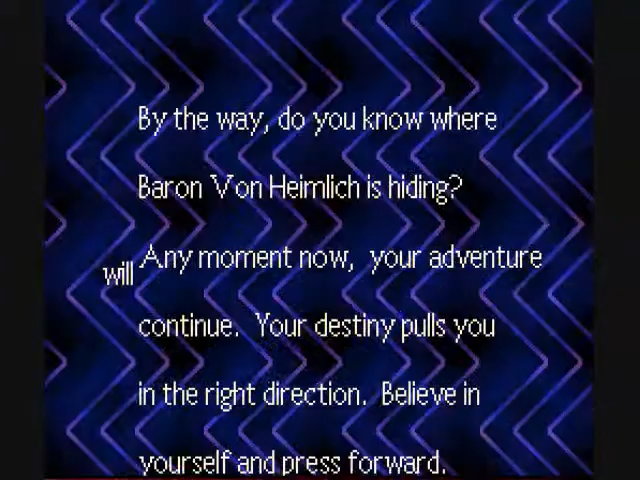 By the way, do you know where
Baron Von Heimlich is hiding?
Any moment now, your adventure
will
continue. Your destiny pulls you
in the right direction. Believe in
yourself and press forward.